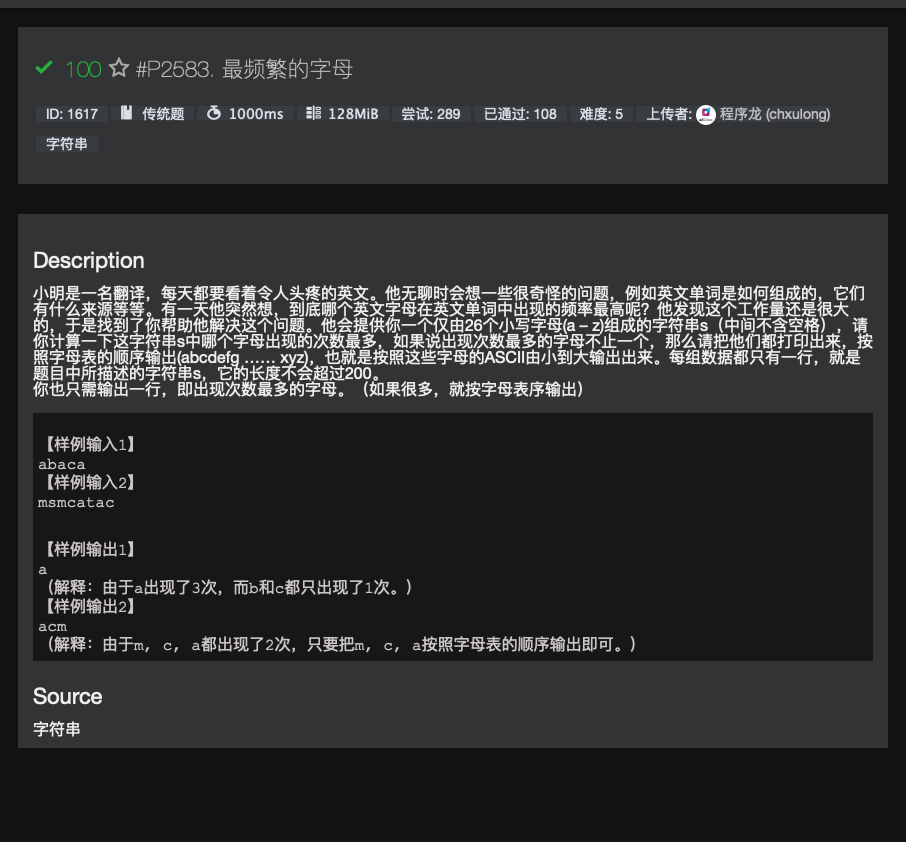 100 #P2583. 最频繁的字母
ID: 1617 传统题 1000ms 128MiB 尝试: 289 已通过: 108 难度: 5 上传者: 程序龙 (chxulong)
字符串
Description
小明是一名翻译，每天都要看着令人头疼的英文。他无聊时会想一些很奇怪的问题，例如英文单词是如何组成的，它们
有什么来源等等。有一天他突然想，到底哪个英文字母在英文单词中出现的频率最高呢？他发现这个工作量还是很大
的，于是找到了你帮助他解决这个问题。他会提供你一个仅由26个小写字母(a – z)组成的字符串s（中间不含空格），请
你计算一下这字符串s中哪个字母出现的次数最多，如果说出现次数最多的字母不止一个，那么请把他们都打印出来，按
照字母表的顺序输出(abcdefg …… xyz)，也就是按照这些字母的ASCII由小到大输出出来。每组数据都只有一行，就是
题目中所描述的字符串s，它的长度不会超过200。
你也只需输出一行，即出现次数最多的字母。（如果很多，就按字母表序输出）
【样例输入1】
abaca
【样例输入2】
msmcatac
【样例输出1】
a
（解释：由于a出现了3次，而b和c都只出现了1次。）
【样例输出2】
acm
（解释：由于m, c, a都出现了2次，只要把m, c, a按照字母表的顺序输出即可。）
Source
字符串